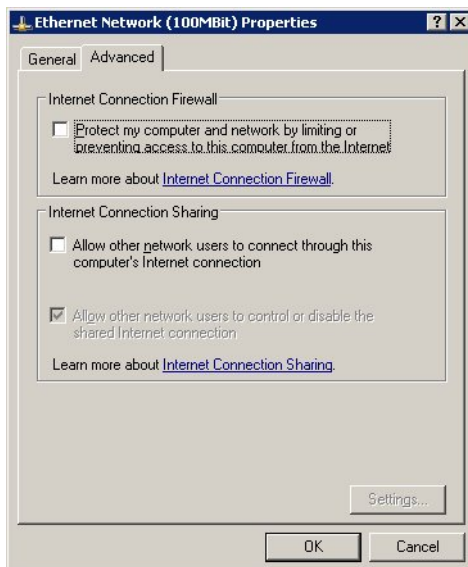 Ethernet Network (100MBit) Properties
General
Advanced
Internet Connection Firewall
Protect my computer and network by limiting or
preventing access to this computer from the Internet
Learn more about Internet Connection Firewall.
Internet Connection Sharing
Allow other network users to connect through this
computer's Internet connection
Allow other network users to control or disable the
shared Internet connection
Learn more about Internet Connection Sharing.
Settings...
OK
Cancel